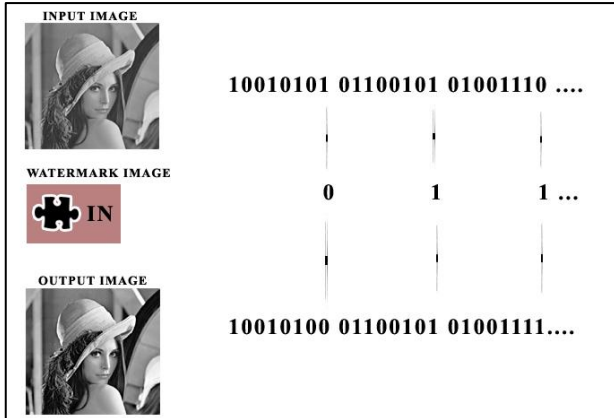 INPUT IMAGE
10010101 01100101 01001110 ....
WATERMARK IMAGE
IN
0 1 1 ...
OUTPUT IMAGE
10010100 01100101 01001111....